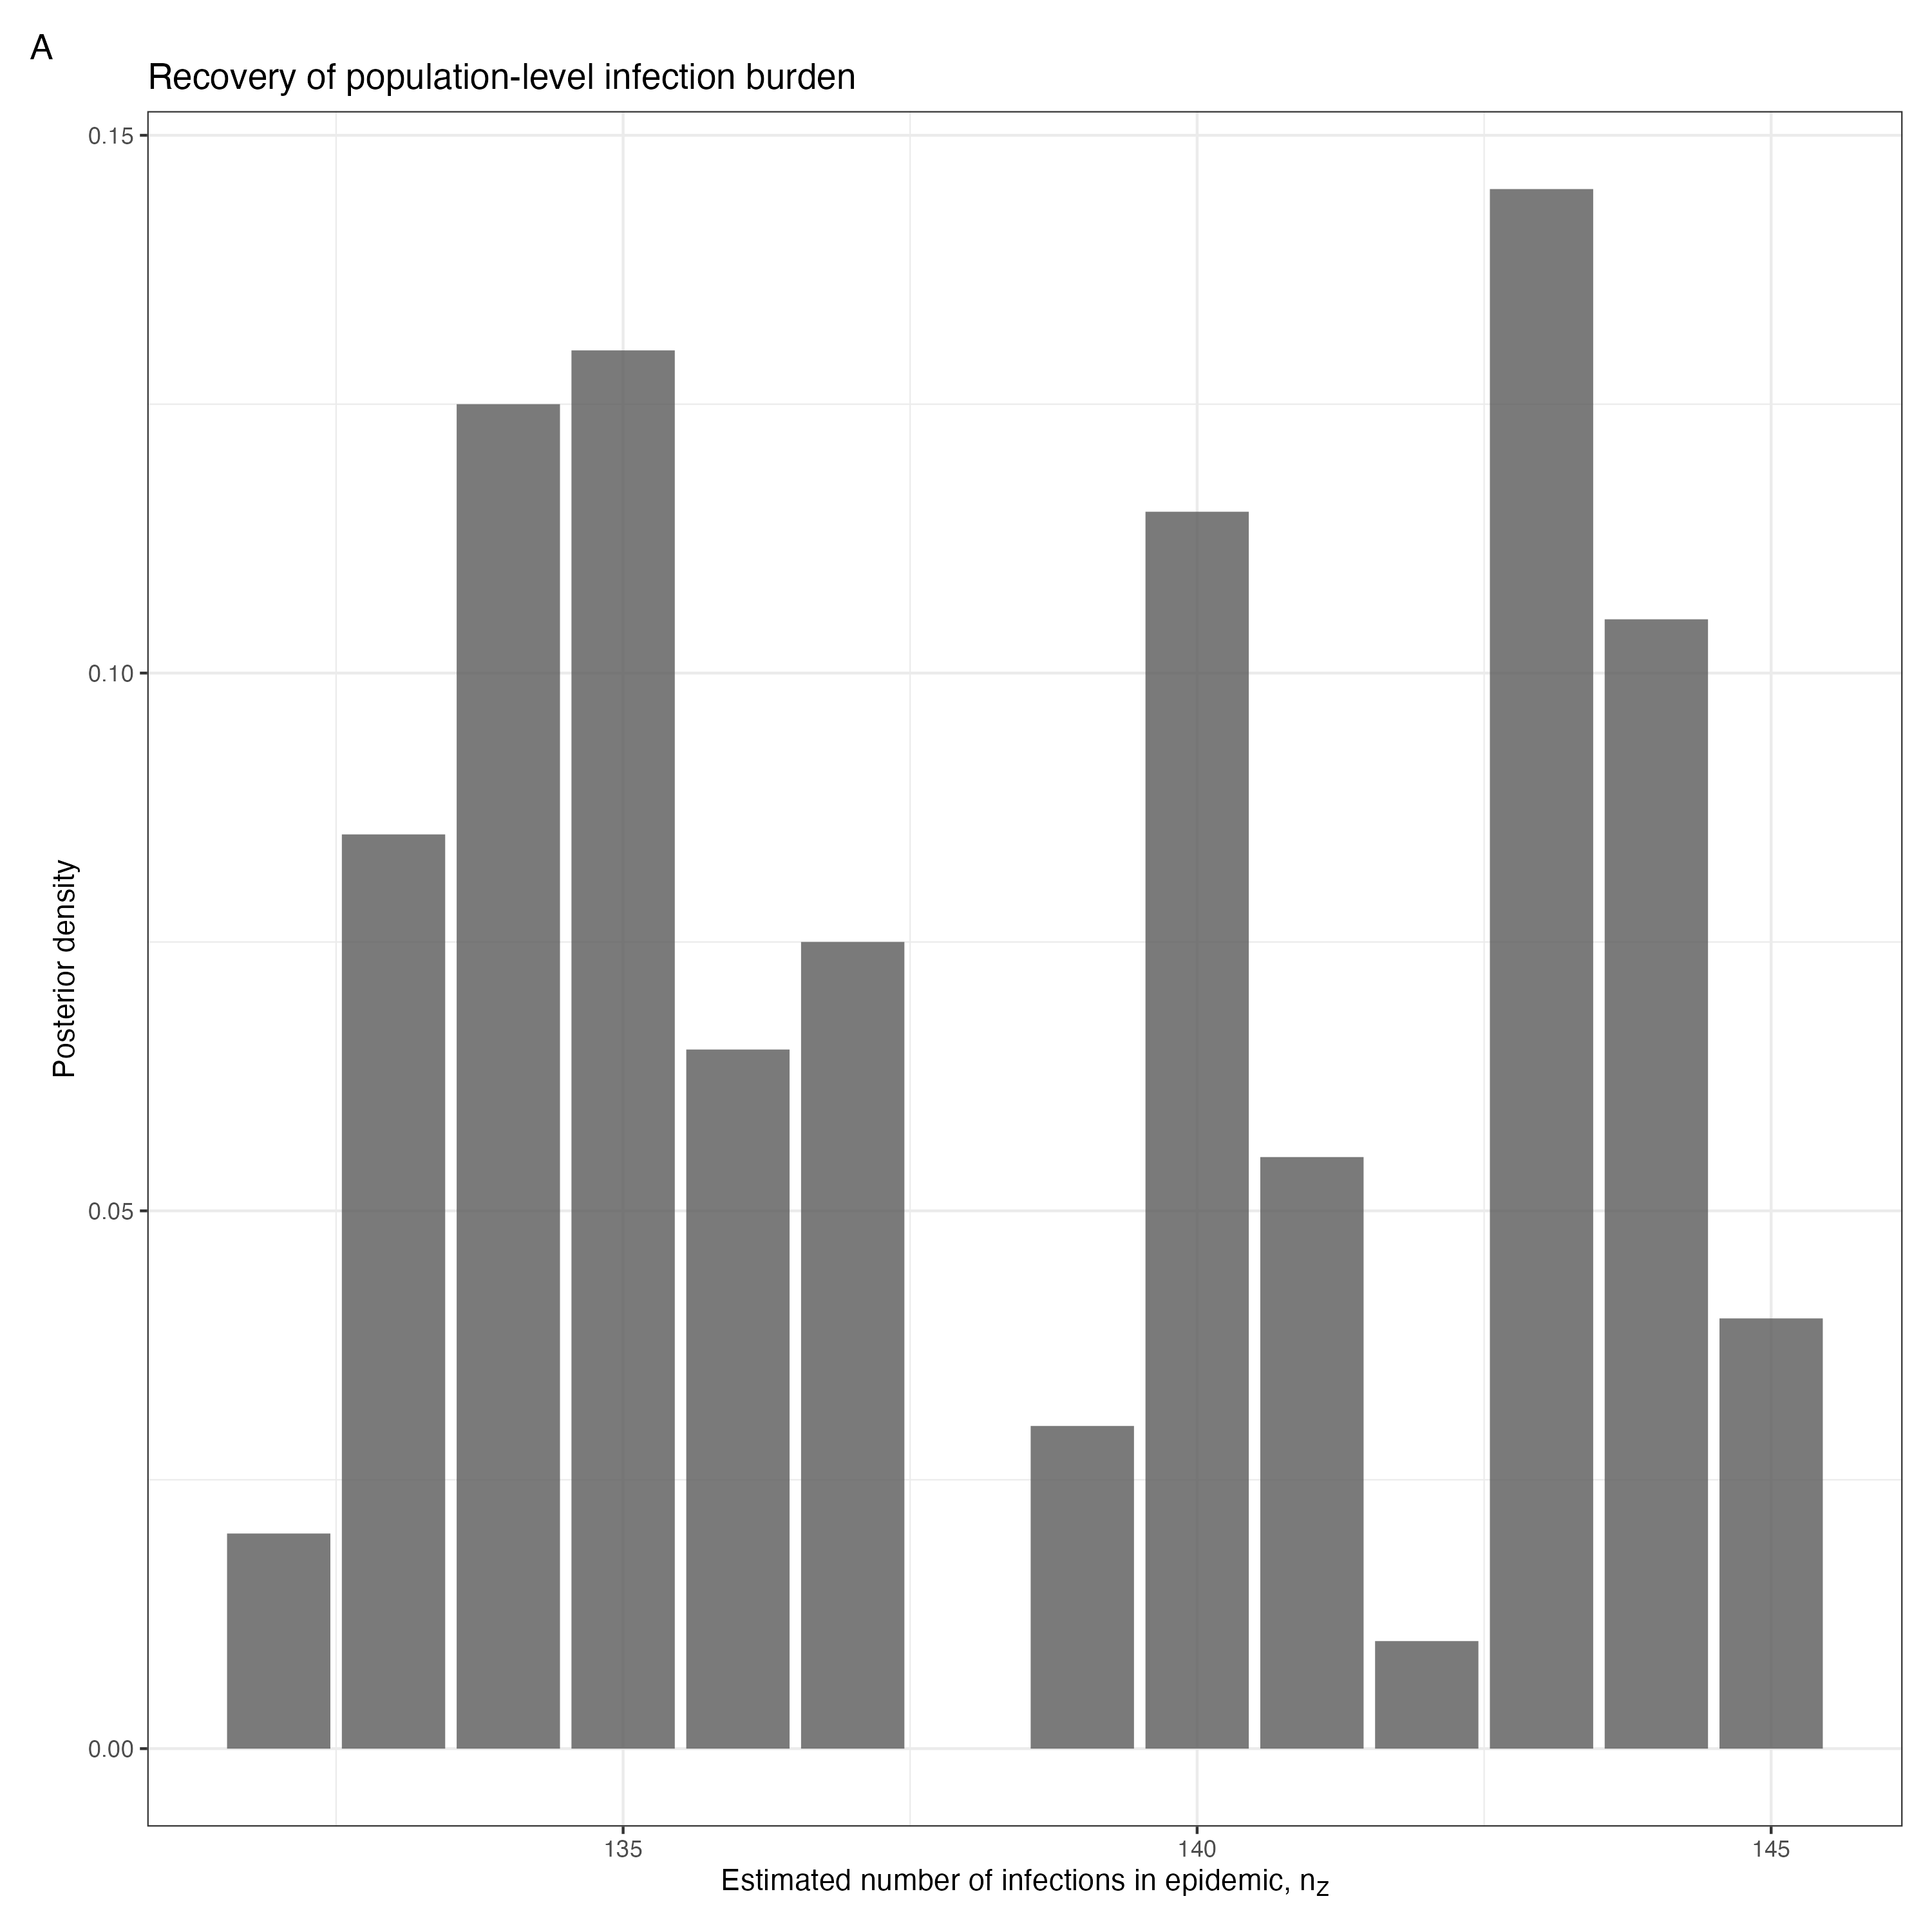 A
Recovery of population-level infection burden
0.15
0.10
0.05
0.00
Posterior density
135
140
145
Estimated number of infections in epidemic, nz